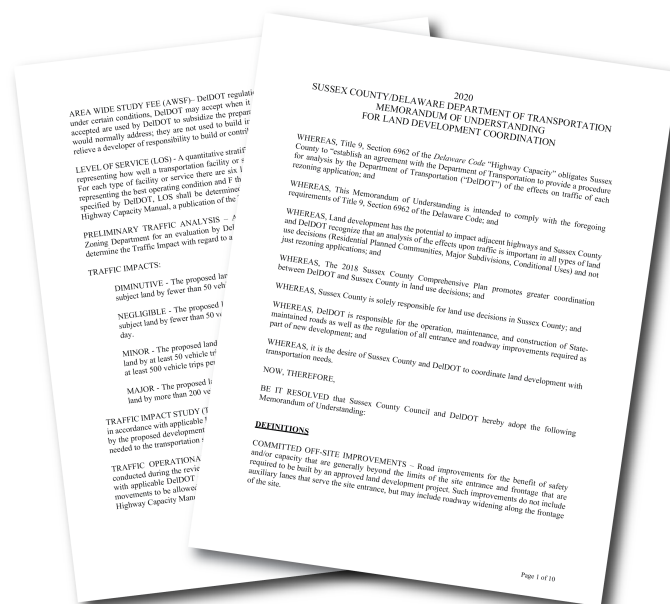 AREA WIDE STUDY FEE (AWSF)– DelDOT regulati
under certain conditions, DelDOT may accept when it
accepted are used by DelDOT to subsidize the prepar
would normally address; they are not used to build ir
relieve a developer of responsibility to build or contri
LEVEL OF SERVICE (LOS) - A quantitative stratif
representing how well a transportation facility or s
For each type of facility or service there are six l
representing the best operating condition and F th
specified by DelDOT, LOS shall be determined
Highway Capacity Manual, a publication of the
PRELIMINARY TRAFFIC ANALYSIS – A
Zoning Department for an evaluation by Del
determine the Traffic Impact with regard to a
TRAFFIC IMPACTS:
DIMINUTIVE - The proposed lan
subject land by fewer than 50 vehi
NEGLIGIBLE - The proposed l
subject land by fewer than 50 ve
day.
MINOR - The proposed land
land by at least 50 vehicle tri
at least 500 vehicle trips per
MAJOR - The proposed l
land by more than 200 ve
TRAFFIC IMPACT STUDY (T
in accordance with applicable
by the proposed development
needed to the transportation s
TRAFFIC OPERATIONA
conducted during the revie
with applicable DelDOT
movements to be allowed
Highway Capacity Manu
2020
SUSSEX COUNTY/DELAWARE DEPARTMENT OF TRANSPORTATION
MEMORANDUM OF UNDERSTANDING
FOR LAND DEVELOPMENT COORDINATION
WHEREAS, Title 9, Section 6962 of the Delaware Code "Highway Capacity" obligates Sussex
County to "establish an agreement with the Department of Transportation to provide a procedure
for analysis by the Department of Transportation ("DelDOT") of the effects on traffic of each
rezoning application; and
WHEREAS, This Memorandum of Understanding is intended to comply with the foregoing
requirements of Title 9, Section 6962 of the Delaware Code; and
WHEREAS, Land development has the potential to impact adjacent highways and Sussex County
and DelDOT recognize that an analysis of the effects upon traffic is important in all types of land
use decisions (Residential Planned Communities, Major Subdivisions, Conditional Uses) and not
just rezoning applications; and
WHEREAS, The 2018 Sussex County Comprehensive Plan promotes greater coordination
between DelDOT and Sussex County in land use decisions; and
WHEREAS, Sussex County is solely responsible for land use decisions in Sussex County; and
WHEREAS, DelDOT is responsible for the operation, maintenance, and construction of State-
maintained roads as well as the regulation of all entrance and roadway improvements required as
part of new development; and
WHEREAS, it is the desire of Sussex County and DelDOT to coordinate land development with
transportation needs.
NOW, THEREFORE,
BE IT RESOLVED that Sussex County Council and DelDOT hereby adopt the following
Memorandum of Understanding:
DEFINITIONS
COMMITTED OFF-SITE IMPROVEMENTS – Road improvements for the benefit of safety
and/or capacity that are generally beyond the limits of the site entrance and frontage that are
required to be built by an approved land development project. Such improvements do not include
auxiliary lanes that serve the site entrance, but may include roadway widening along the frontage
of the site.
Page 1 of 10